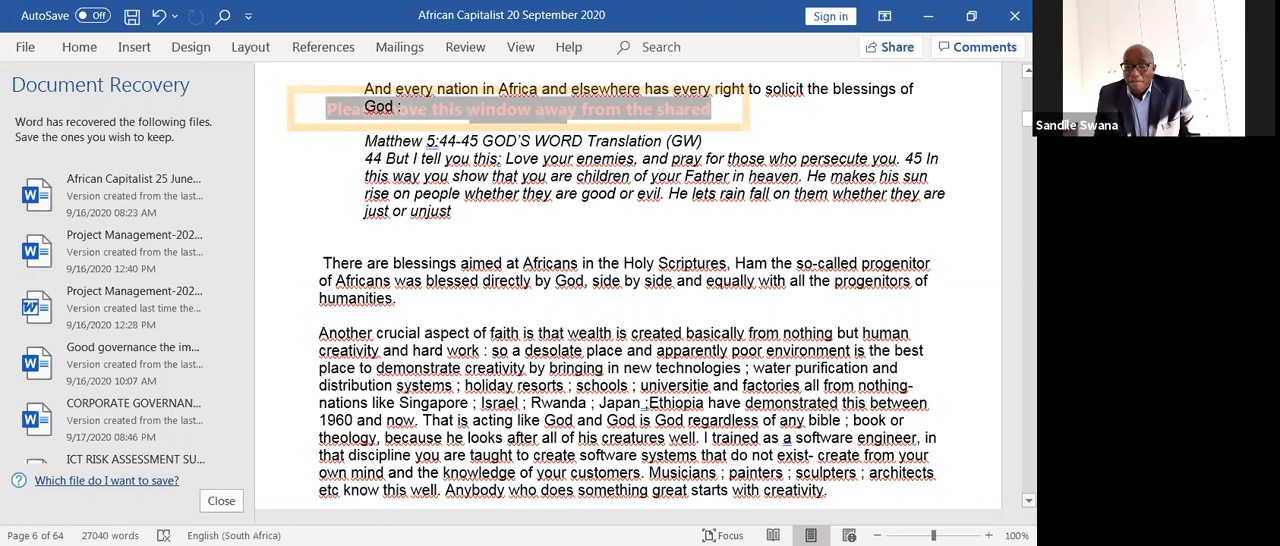 AutoSave Off African Capitalist 20 September 2020 Sign in
File Home Insert Design Layout References Mailings Review View Help Search Share Comments
Document Recovery
Word has recovered the following files.
Save the ones you wish to keep.
African Capitalist 25 June...
Version created from the last...
9/16/2020 08:23 AM
Project Management-202...
Version created from the last...
9/16/2020 12:40 PM
Project Management-202...
Version created last time the...
9/16/2020 12:28 PM
Good governance the im...
Version created from the last...
9/16/2020 10:07 AM
CORPORATE GOVERNAN...
Version created from the last...
9/17/2020 08:46 PM
ICT RISK ASSESSMENT SU...
Which file do I want to save?
Close
And every nation in Africa and elsewhere has every right to solicit the blessings of
God :
Please move this window away from the shared
Matthew 5:44-45 GOD'S WORD Translation (GW)
44 But I tell you this: Love your enemies, and pray for those who persecute you. 45 In
this way you show that you are children of your Father in heaven. He makes his sun
rise on people whether they are good or evil. He lets rain fall on them whether they are
just or unjust
There are blessings aimed at Africans in the Holy Scriptures, Ham the so-called progenitor
of Africans was blessed directly by God, side by side and equally with all the progenitors of
humanities.
Another crucial aspect of faith is that wealth is created basically from nothing but human
creativity and hard work : so a desolate place and apparently poor environment is the best
place to demonstrate creativity by bringing in new technologies ; water purification and
distribution systems ; holiday resorts ; schools ; universitie and factories all from nothing-
nations like Singapore ; Israel ; Rwanda ; Japan ;Ethiopia have demonstrated this between
1960 and now. That is acting like God and God is God regardless of any bible ; book or
theology, because he looks after all of his creatures well. I trained as a software engineer, in
that discipline you are taught to create software systems that do not exist- create from your
own mind and the knowledge of your customers. Musicians ; painters ; sculpters ; architects
etc know this well. Anybody who does something great starts with creativity.
Sandile Swana
Page 6 of 64 27040 words English (South Africa) Focus 100%